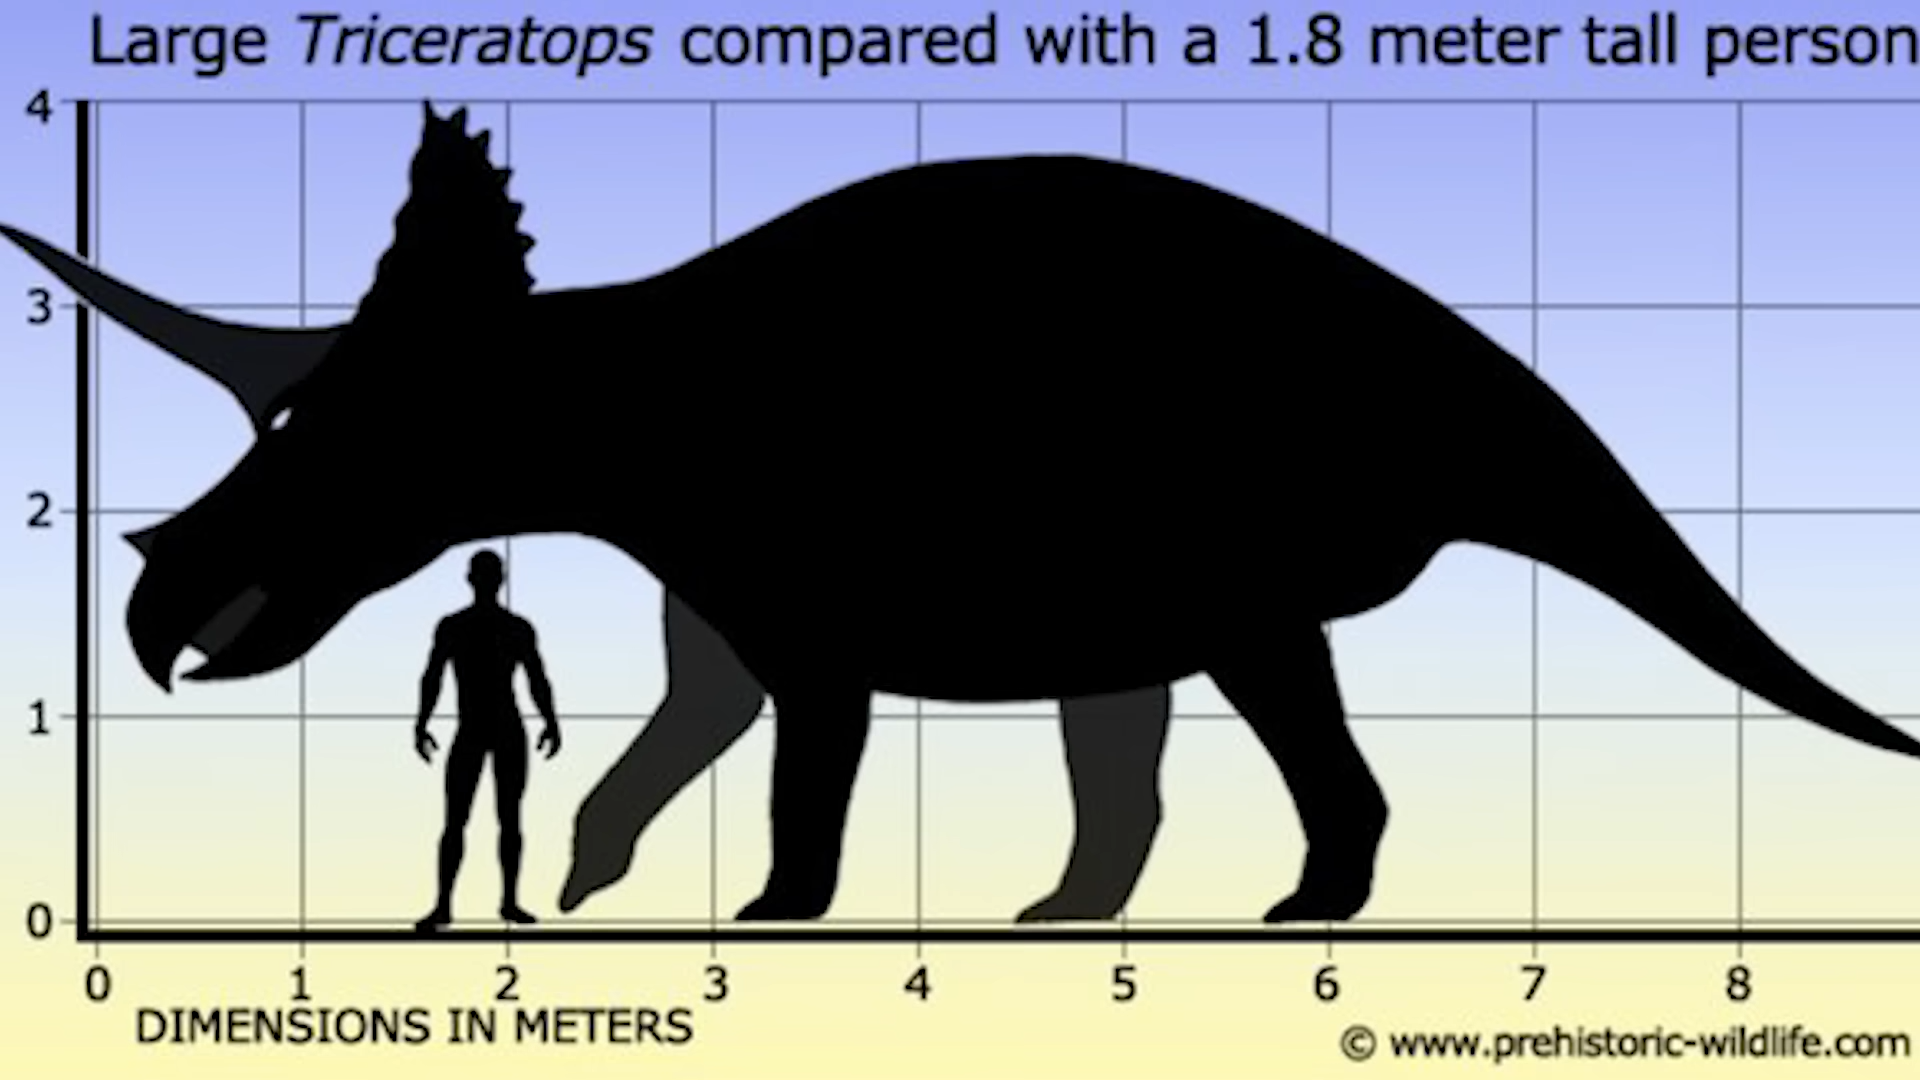 Large Triceratops compared with a 1.8 meter tall person
4
3
2
1
0
0 1 2 3 4 5 6 7 8
DIMENSIONS IN METERS
© www.prehistoric-wildlife.com